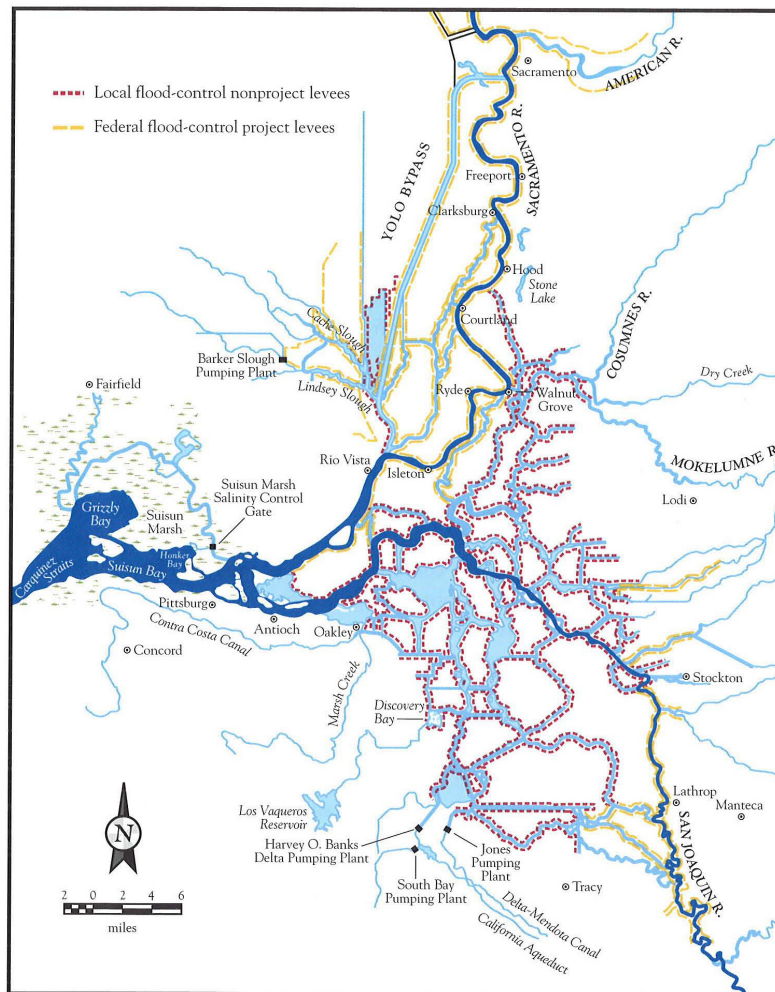 Sacramento
AMERICAN R.
Local flood-control nonproject levees
Federal flood-control project levees
YOLO BYPASS
SACRAMENTO R.
Freeport
Clarksburg
Hood
Stone
Lake
Courtland
COSUMNES R.
Cache Slough
Barker Slough
Pumping Plant
Dry Creek
Fairfield
Lindsey Slough
Ryde
Walnut
Grove
MOKELUMNE R.
Rio Vista
Isleton
Lodi
Suisun Marsh
Salinity Control
Gate
Grizzly
Bay
Suisun
Marsh
Honker
Bay
Suisun Bay
Carquinez
Straits
Pittsburg
Antioch
Oakley
Contra Costa Canal
Concord
Marsh Creek
Stockton
Discovery
Bay
Los Vaqueros
Reservoir
Lathrop
Manteca
SAN JOAQUIN R.
N
Harvey O. Banks
Delta Pumping Plant
Jones
Pumping
Plant
South Bay
Pumping Plant
Tracy
Delta-Mendota Canal
California Aqueduct
2 0 2 4 6
miles